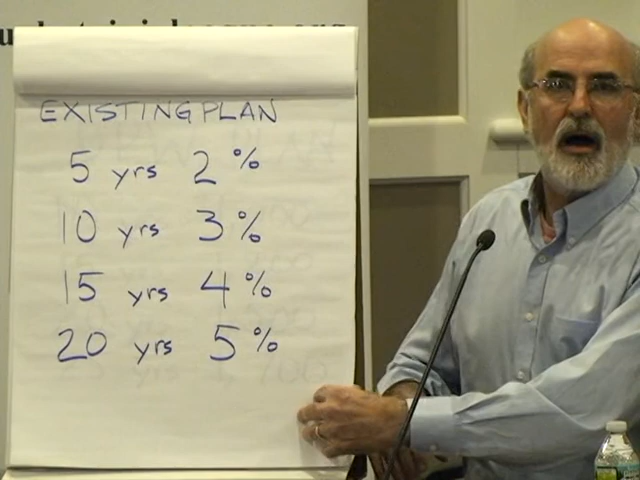 EXISTING PLAN
5 yrs 2%
10 yrs 3%
15 yrs 4%
20 yrs 5%